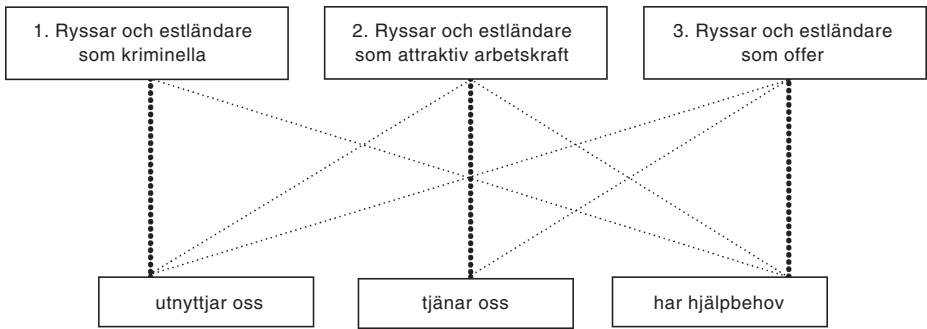 1. Ryssar och estländare
som kriminella
2. Ryssar och estländare
som attraktiv arbetskraft
3. Ryssar och estländare
som offer
utnyttjar oss
tjänar oss
har hjälpbehov